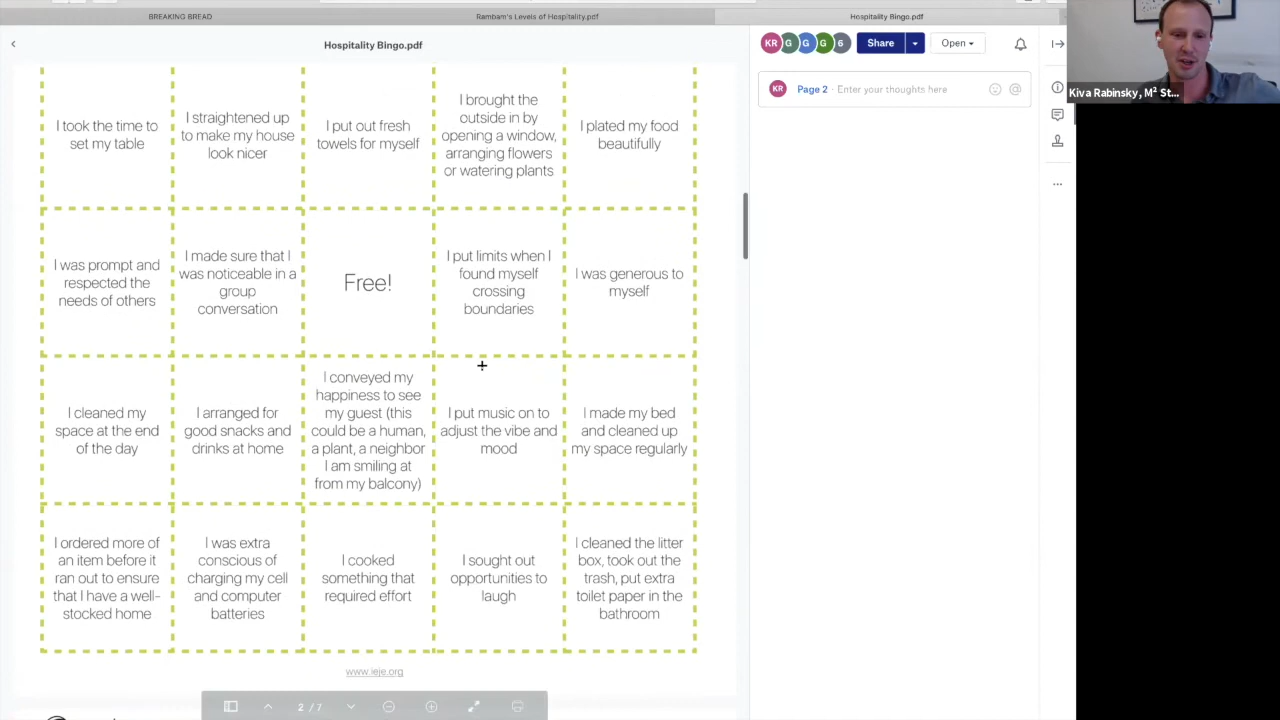 BREAKING BREAD
Rambam's Levels of Hospitality.pdf
Hospitality Bingo.pdf
Hospitality Bingo.pdf
KR
G
G
G
6
Share
Open
Kiva Rabinsky, M² St...
KR
Page 2
Enter your thoughts here
I took the time to
set my table
I straightened up
to make my house
look nicer
I put out fresh
towels for myself
I brought the
outside in by
opening a window,
arranging flowers
or watering plants
I plated my food
beautifully
I was prompt and
respected the
needs of others
I made sure that I
was noticeable in a
group
conversation
Free!
I put limits when I
found myself
crossing
boundaries
I was generous to
myself
I cleaned my
space at the end
of the day
I arranged for
good snacks and
drinks at home
I conveyed my
happiness to see
my guest (this
could be a human,
a plant, a neighbor
I am smiling at
from my balcony)
I put music on to
adjust the vibe and
mood
I made my bed
and cleaned up
my space regularly
I ordered more of
an item before it
ran out to ensure
that I have a well-
stocked home
I was extra
conscious of
charging my cell
and computer
batteries
I cooked
something that
required effort
I sought out
opportunities to
laugh
I cleaned the litter
box, took out the
trash, put extra
toilet paper in the
bathroom
www.ieje.org
2 / 7